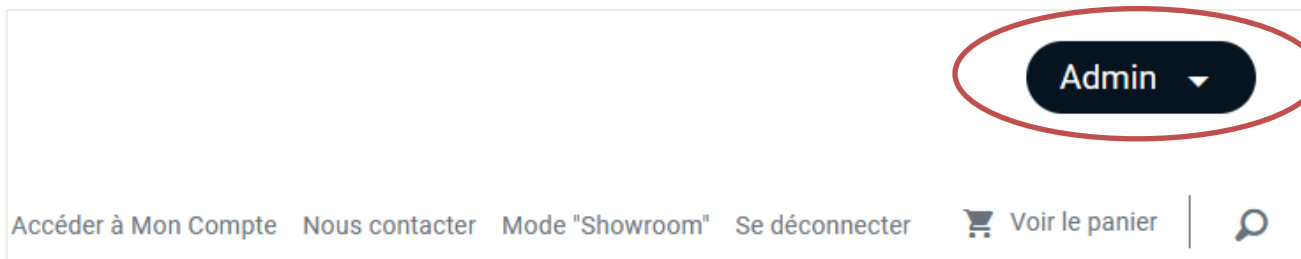 Admin
Accéder à Mon Compte Nous contacter Mode "Showroom" Se déconnecter Voir le panier